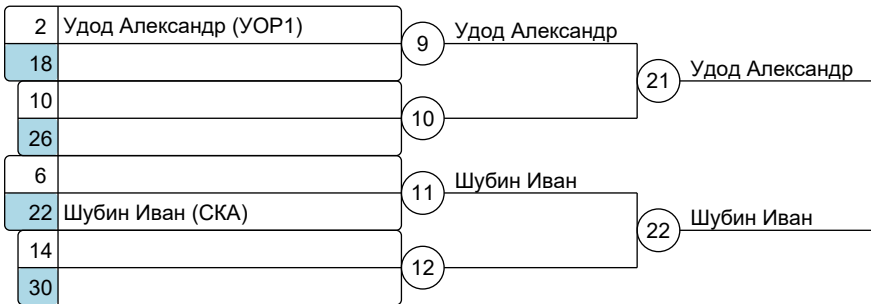 2 Удод Александр (УОР1)
9 Удод Александр
18
21 Удод Александр
10
10
26
6
11 Шубин Иван
22 Шубин Иван (СКА)
22 Шубин Иван
14
12
30